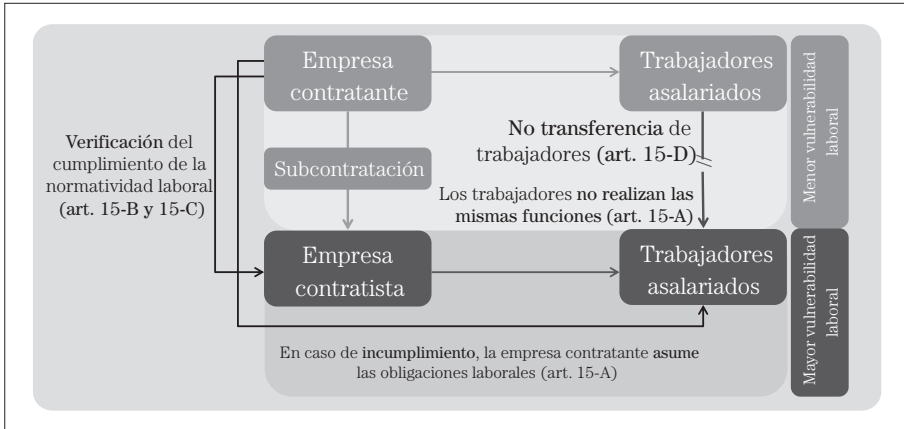 Empresa
contratante
Trabajadores
asalariados
Menor vulnerabilidad
laboral
Verificación del
cumplimiento de la
normatividad laboral
(art. 15-B y 15-C)
Subcontratación
No transferencia de
trabajadores (art. 15-D)
Los trabajadores no realizan las
mismas funciones (art. 15-A)
Empresa
contratista
Trabajadores
asalariados
Mayor vulnerabilidad
laboral
En caso de incumplimiento, la empresa contratante asume
las obligaciones laborales (art. 15-A)